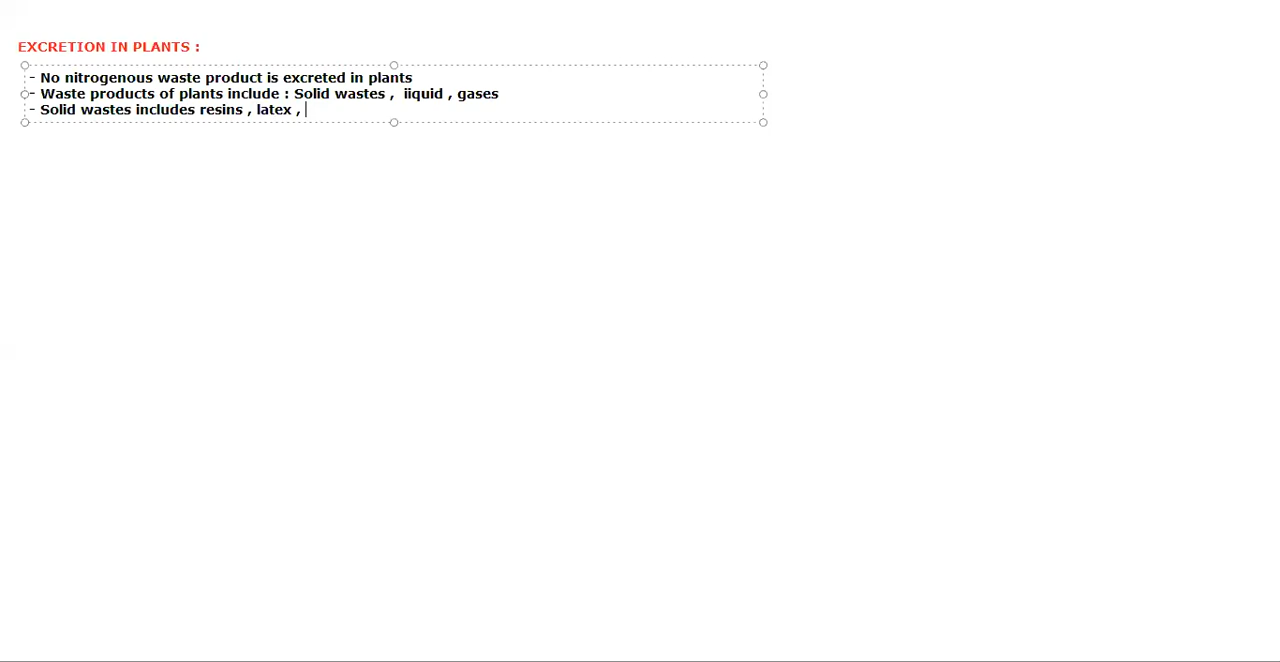 EXCRETION IN PLANTS :
- No nitrogenous waste product is excreted in plants
- Waste products of plants include : Solid wastes ,  iiquid , gases
- Solid wastes includes resins , latex ,